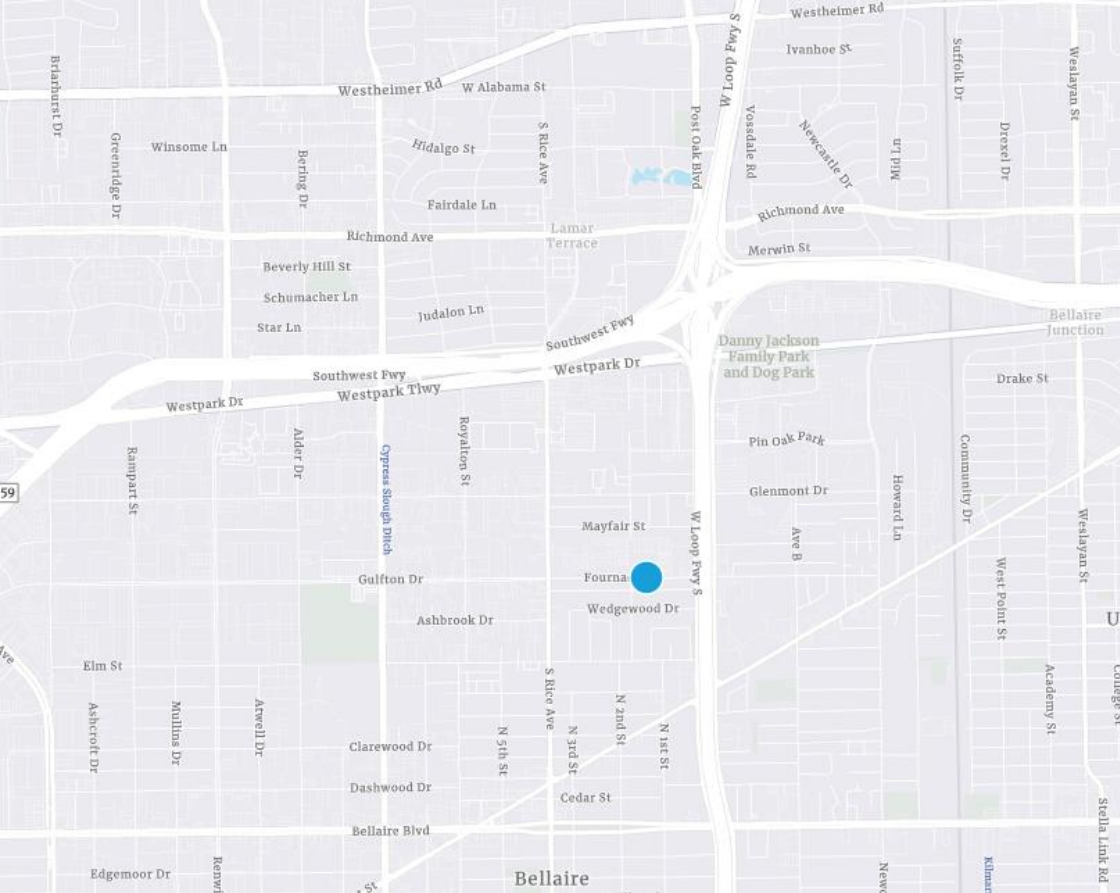 Westheimer Rd
Ivanhoe St
W Loop Fwy S
Suffolk Dr
Weslayan St
Briarhurst Dr
Westheimer Rd
W Alabama St
Greenridge Dr
Winsome Ln
Bering Dr
Hidalgo St
S Rice Ave
Post Oak Blvd
Vossdale Rd
Newcastle Dr
Mid Ln
Drexel Dr
Fairdale Ln
Richmond Ave
Lamar
Terrace
Richmond Ave
Merwin St
Beverly Hill St
Schumacher Ln
Judalon Ln
Star Ln
Southwest Fwy
Bellaire
Junction
Danny Jackson
Family Park
and Dog Park
Southwest Fwy
Westpark Dr
Westpark Tlwy
Westpark Dr
Drake St
Rampart St
Alder Dr
Royalton St
Pin Oak Park
Community Dr
59
Cypress Slough Ditch
Glenmont Dr
Howard Ln
Mayfair St
W Loop Fwy S
Ave B
Weslayan St
Gulfton Dr
Fourna
West Point St
Wedgewood Dr
Ashbrook Dr
U
Ave
Elm St
S Rice Ave
Academy St
College St
Ashcroft Dr
Mullins Dr
Atwell Dr
N 5th St
N 3rd St
N 2nd St
N 1st St
Clarewood Dr
Dashwood Dr
Cedar St
Bellaire Blvd
Stella Link Rd
Edgemoor Dr
Renwi
St
Bellaire
Newc
Kilmar